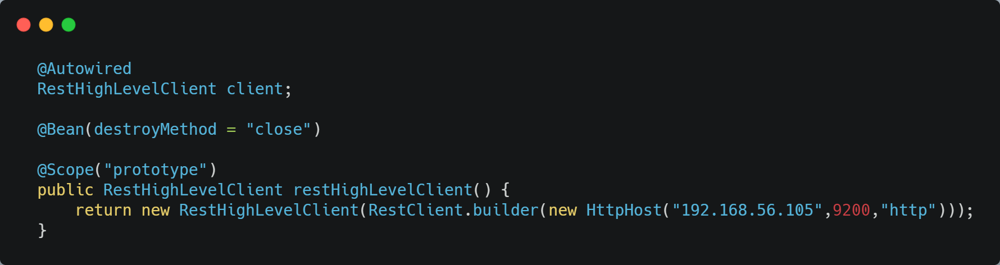 @Autowired
RestHighLevelClient client;
@Bean(destroyMethod = "close")
@Scope("prototype")
public RestHighLevelClient restHighLevelClient() {
    return new RestHighLevelClient(RestClient.builder(new HttpHost("192.168.56.105",9200,"http")));
}